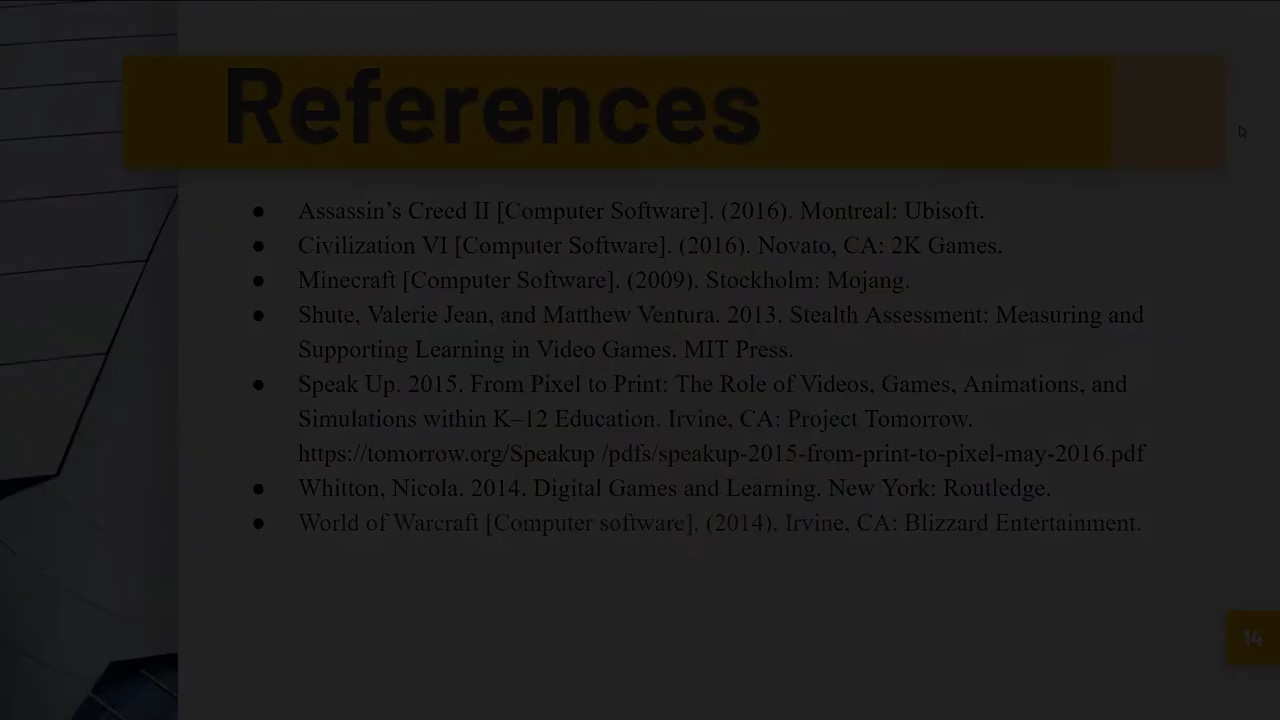 References
● Assassin’s Creed II [Computer Software]. (2016). Montreal: Ubisoft.
● Civilization VI [Computer Software]. (2016). Novato, CA: 2K Games.
● Minecraft [Computer Software]. (2009). Stockholm: Mojang.
● Shute, Valerie Jean, and Matthew Ventura. 2013. Stealth Assessment: Measuring and
Supporting Learning in Video Games. MIT Press.
● Speak Up. 2015. From Pixel to Print: The Role of Videos, Games, Animations, and
Simulations within K–12 Education. Irvine, CA: Project Tomorrow.
https://tomorrow.org/Speakup /pdfs/speakup-2015-from-print-to-pixel-may-2016.pdf
● Whitton, Nicola. 2014. Digital Games and Learning. New York: Routledge.
● World of Warcraft [Computer software]. (2014). Irvine, CA: Blizzard Entertainment.
14